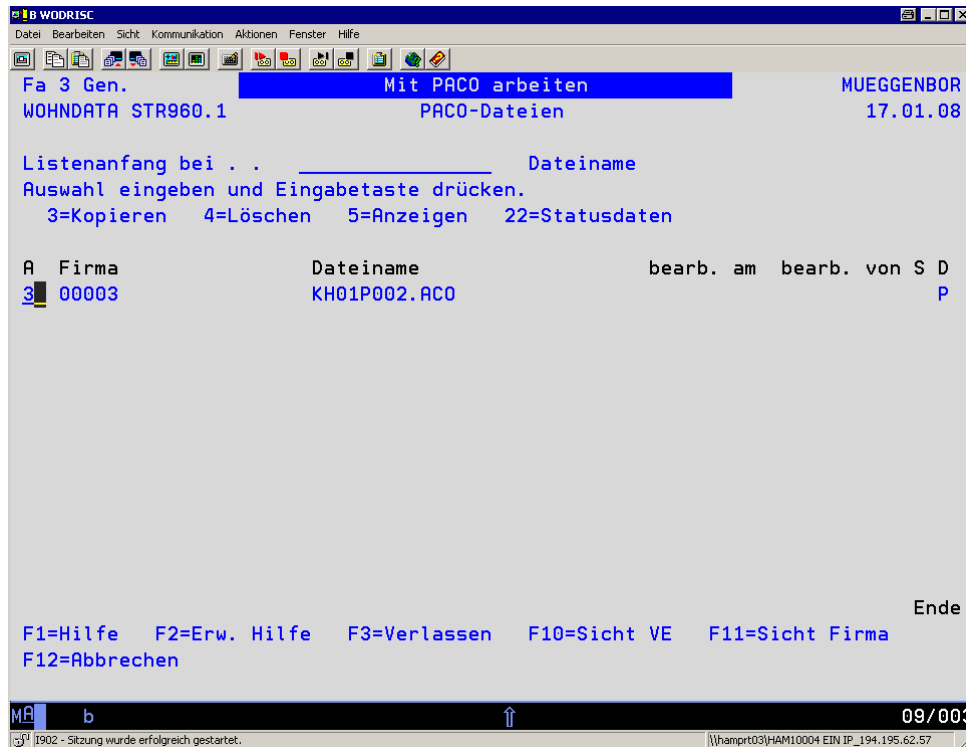 B WODRISC
Datei Bearbeiten Sicht Kommunikation Aktionen Fenster Hilfe
Fa 3 Gen. Mit PACO arbeiten MUEGGENBOR
WOHNDATA STR960.1 PACO-Dateien 17.01.08
Listenanfang bei . . Dateiname
Auswahl eingeben und Eingabetaste drücken.
3=Kopieren 4=Löschen 5=Anzeigen 22=Statusdaten
A Firma Dateiname bearb. am bearb. von S D
3 00003 KH01P002.ACO P
Ende
F1=Hilfe F2=Erw. Hilfe F3=Verlassen F10=Sicht VE F11=Sicht Firma
F12=Abbrechen
MA b 09/003
I902 - Sitzung wurde erfolgreich gestartet. \\hamprt03\HAM10004 EIN IP_194.195.62.57